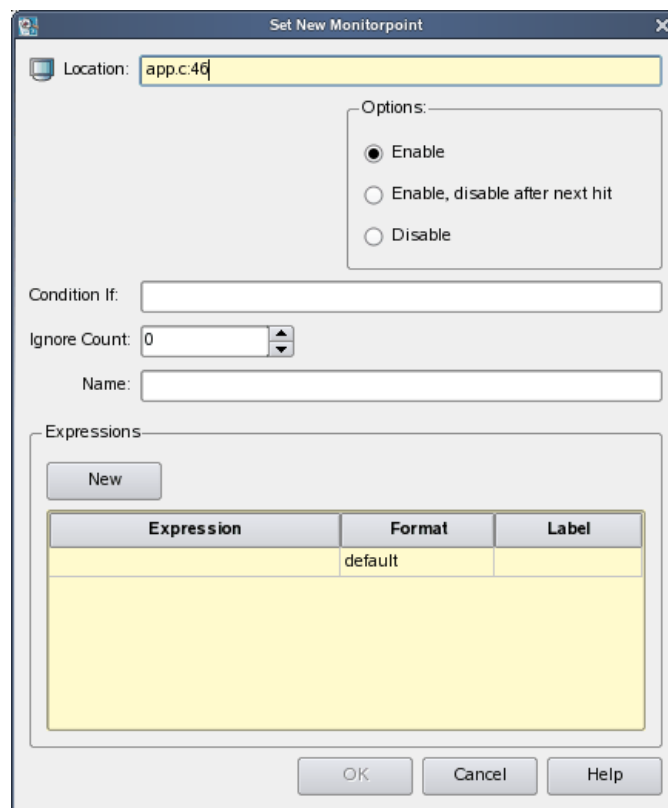 Set New Monitorpoint
Location: app.c:46
Options:
Enable
Enable, disable after next hit
Disable
Condition If:
Ignore Count: 0
Name:
Expressions
New
Expression Format Label
default
OK Cancel Help